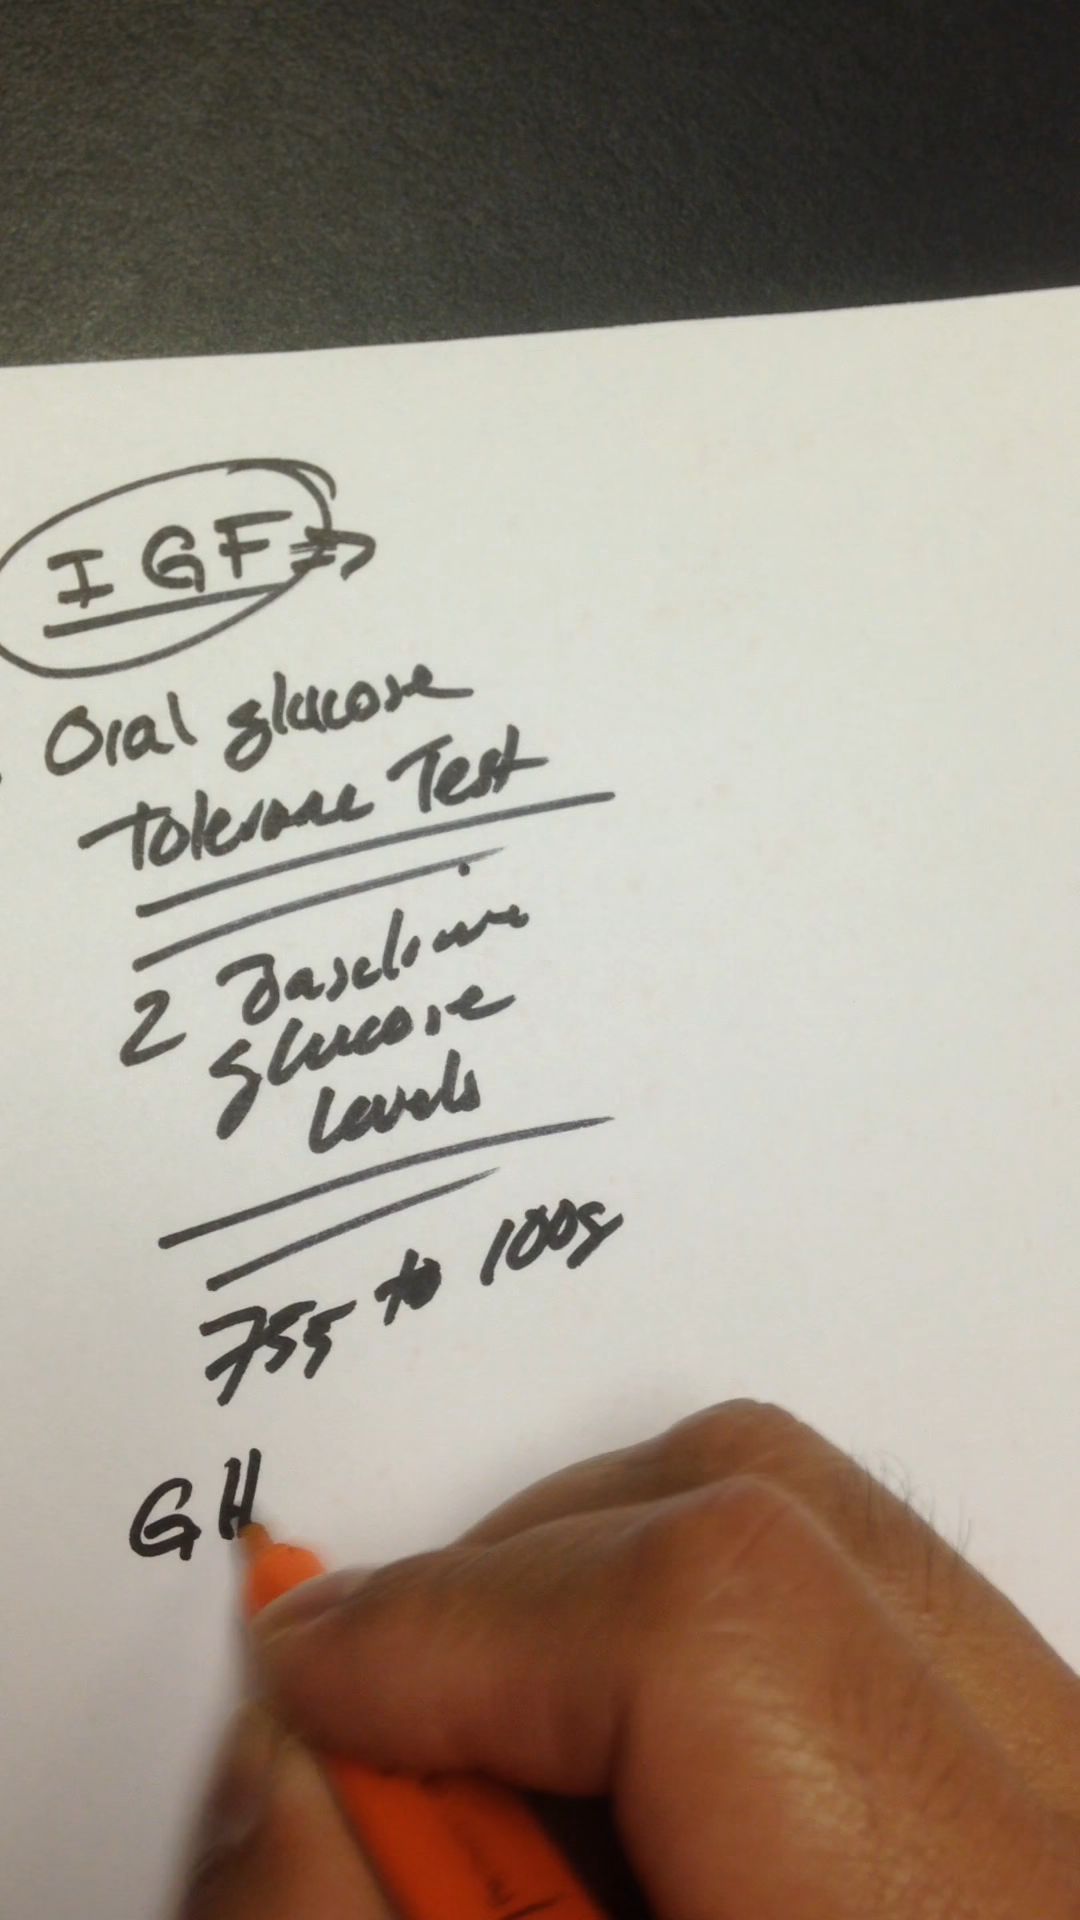 IGF→
Oral glucose
Tolerance Test
2 Baseline
glucose
levels
75g to 100g
GH